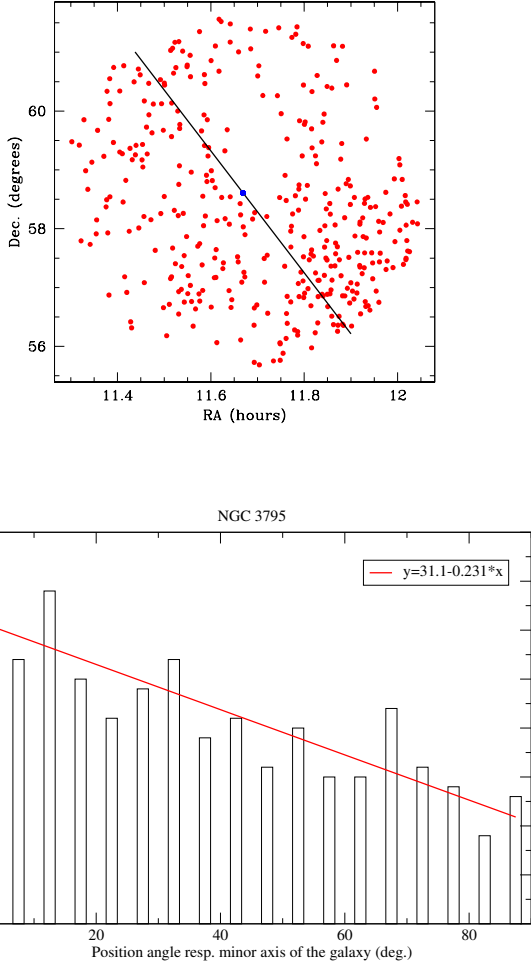 60
58
56
Dec. (degrees)
11.4 11.6 11.8 12
RA (hours)
NGC 3795
y=31.1-0.231*x
20 40 60 80
Position angle resp. minor axis of the galaxy (deg.)